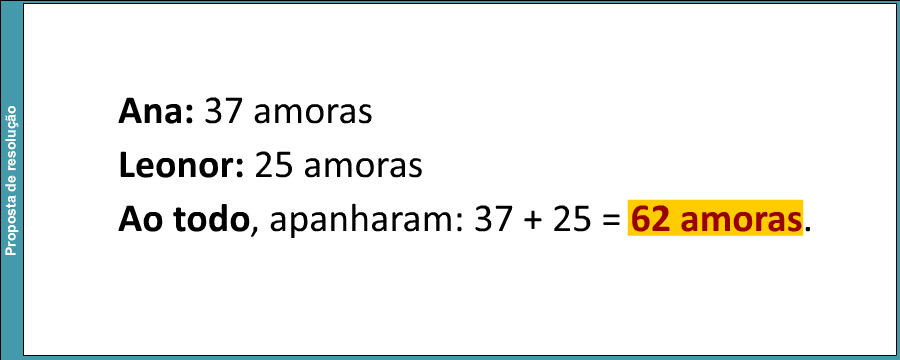 Proposta de resolução
Ana: 37 amoras
Leonor: 25 amoras
Ao todo, apanharam: 37 + 25 = 62 amoras.